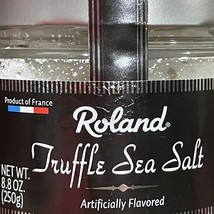 Product of France
Roland®
Truffle Sea Salt
NET WT.
8.8 OZ.
(250g)
Artificially Flavored